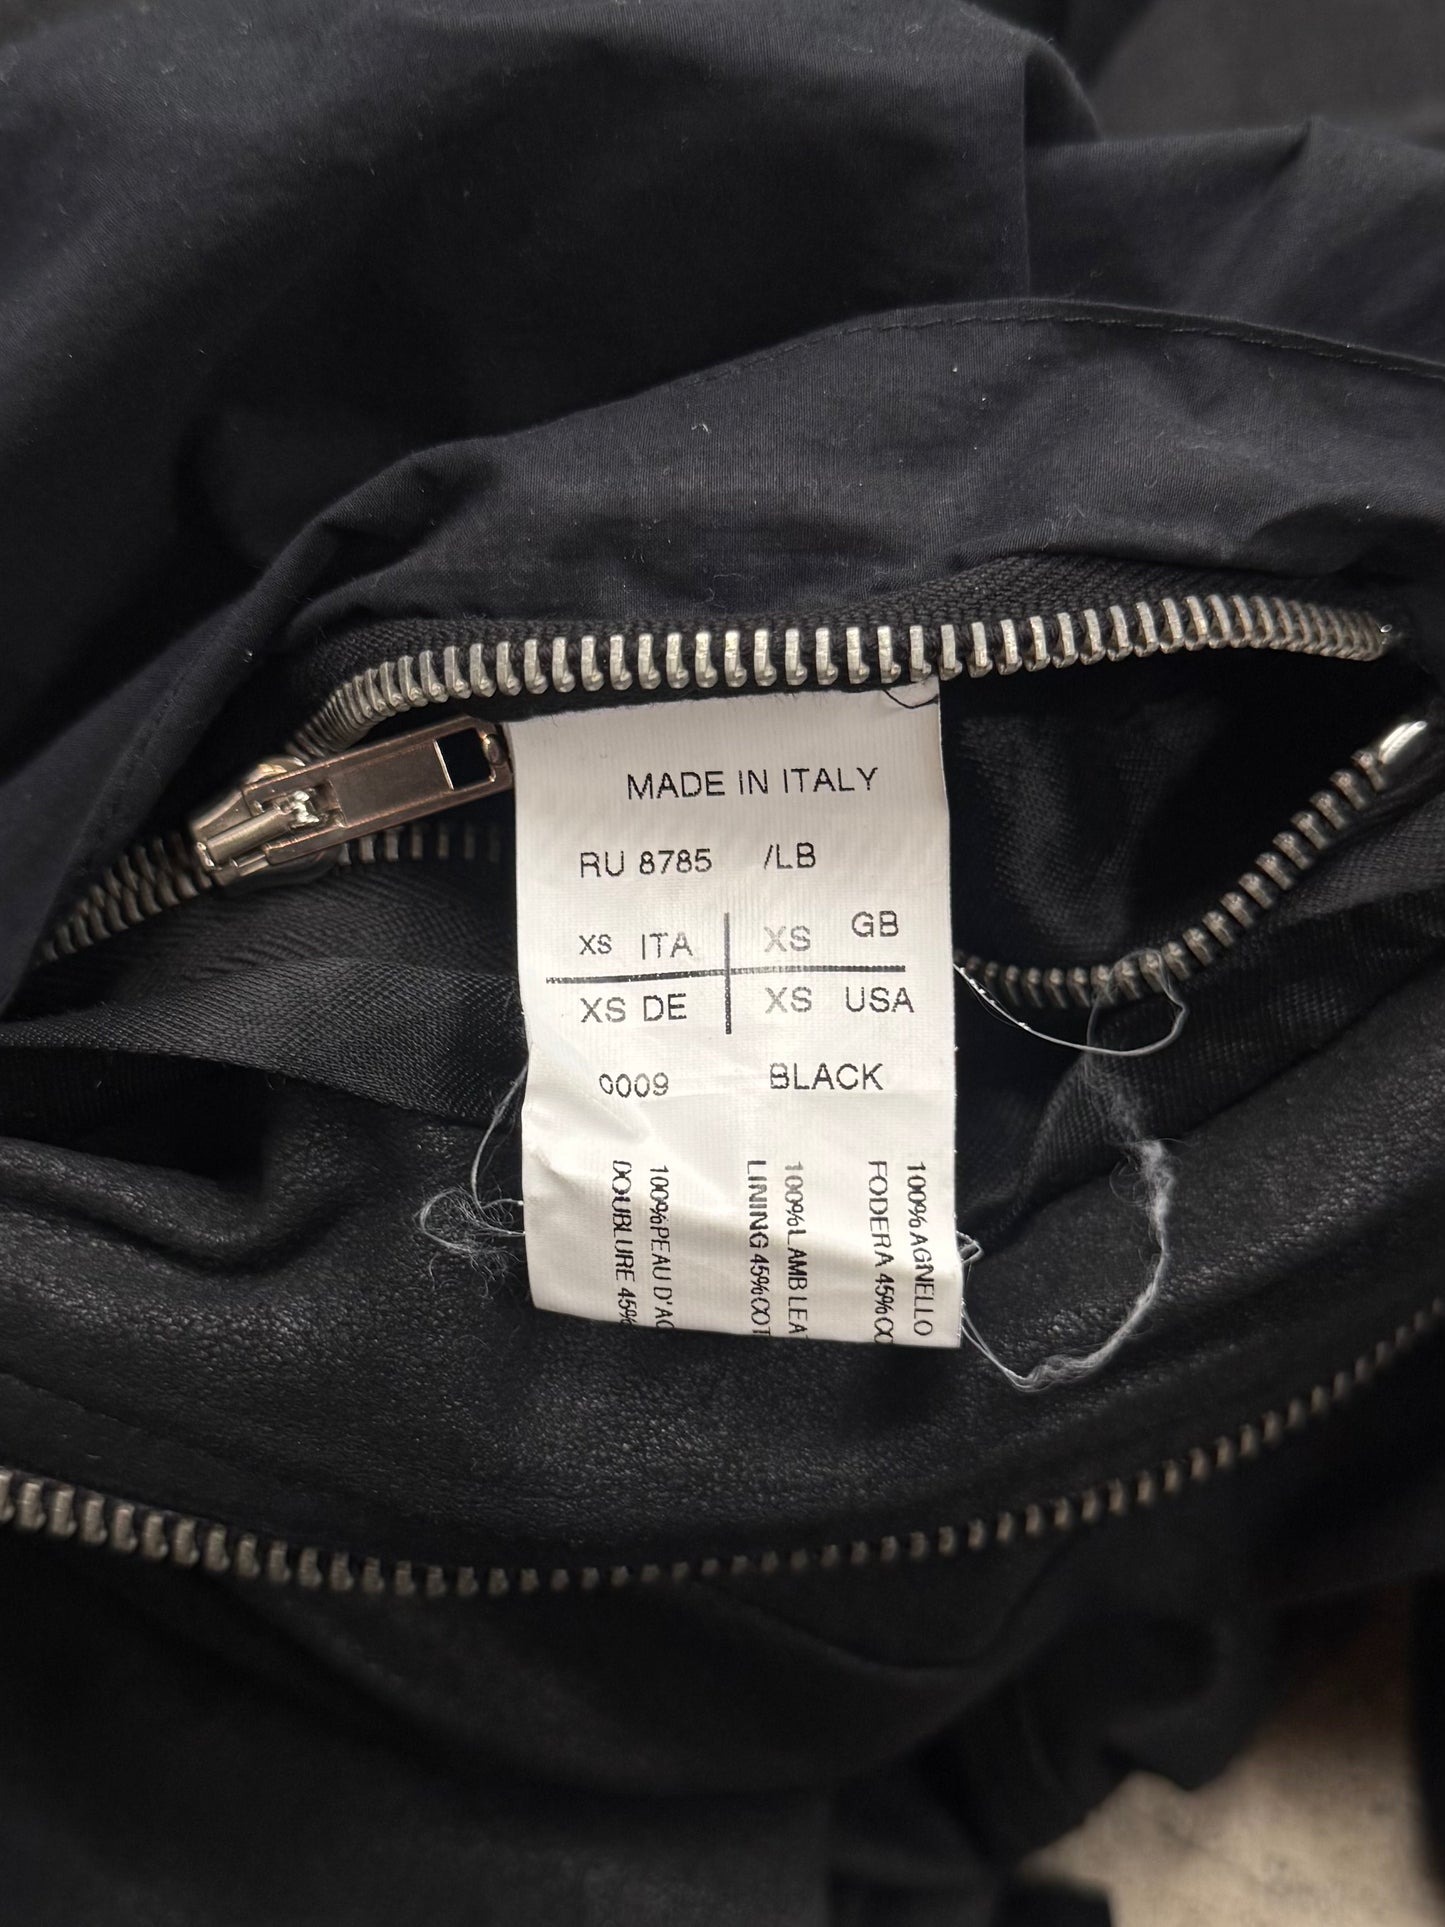 MADE IN ITALY
RU 8785 /LB
XS ITA XS GB
XS DE XS USA
0009 BLACK
100%AGNELLO
FODERA 45%CO
100%LAMB LEA
LINING 45%COT
100%PEAU D'AG
DOUBLURE 45%